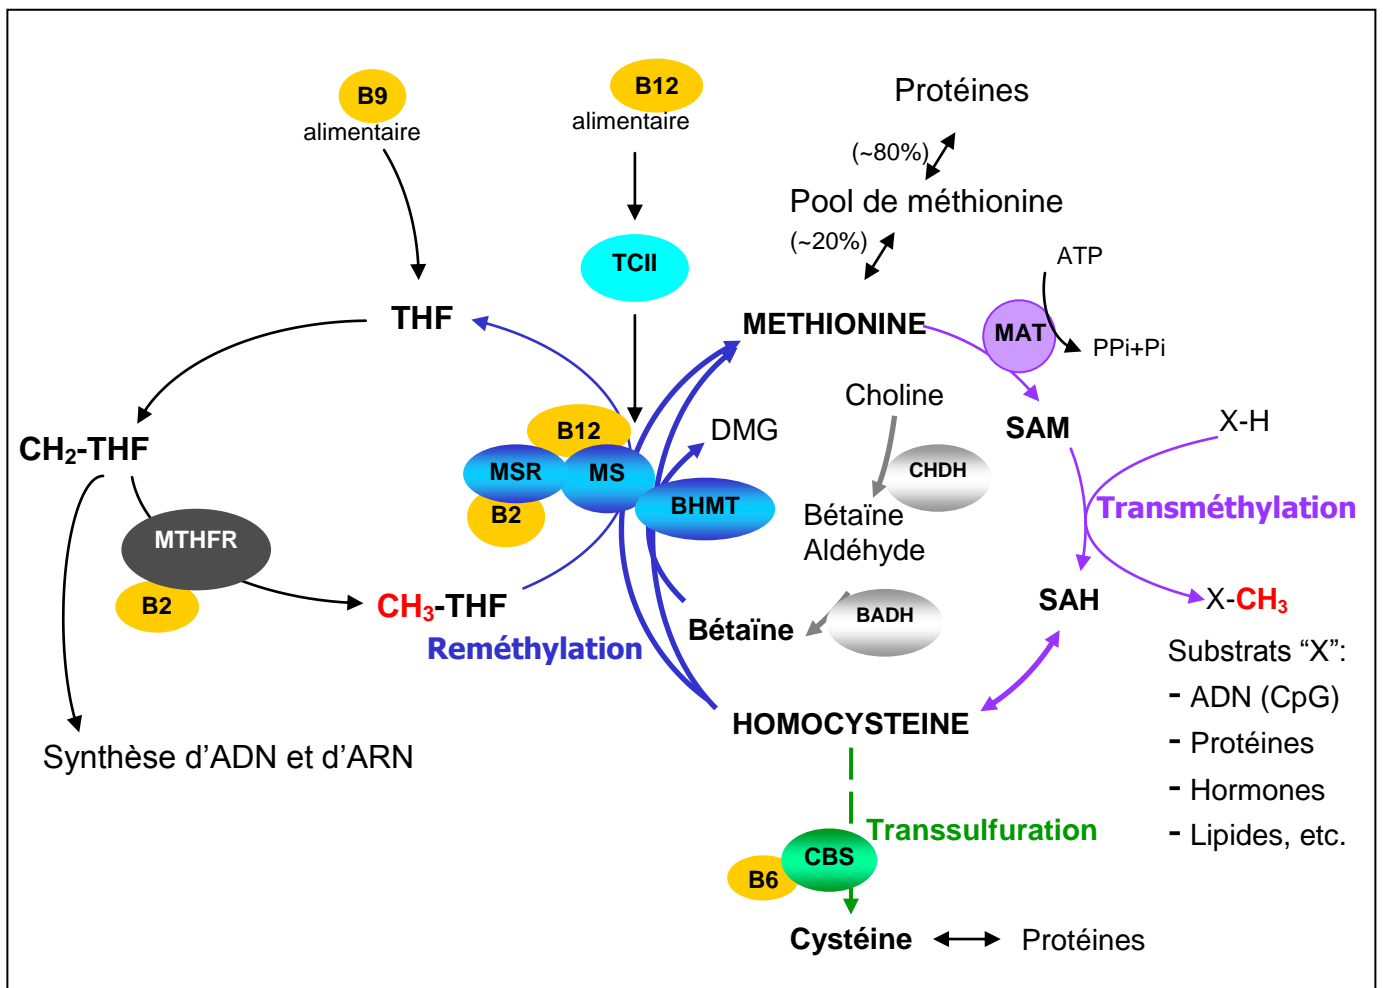 B9
alimentaire
B12
alimentaire
Protéines
(~80%)
Pool de méthionine
(~20%)
TCII
ATP
THF
METHIONINE
MAT
PPi+Pi
Choline
CH₂-THF
B12
DMG
SAM
X-H
MSR
MS
CHDH
B2
BHMT
Bétaïne
Aldéhyde
Transméthylation
MTHFR
B2
CH₃-THF
SAH
X-CH₃
Reméthylation
Bétaïne
BADH
Substrats “X”:
- ADN (CpG)
- Protéines
- Hormones
- Lipides, etc.
HOMOCYSTEINE
Synthèse d’ADN et d’ARN
Transsulfuration
CBS
B6
Cystéine
Protéines